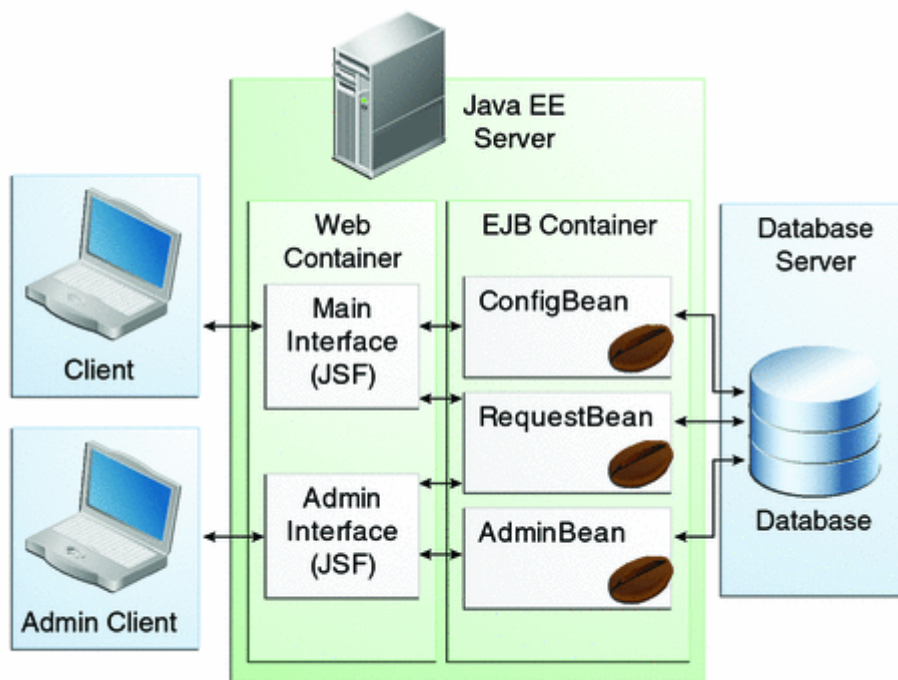 Java EE
Server
Web
Container
EJB Container
Database
Server
Main
Interface
(JSF)
ConfigBean
Client
RequestBean
Admin
Interface
(JSF)
AdminBean
Database
Admin Client